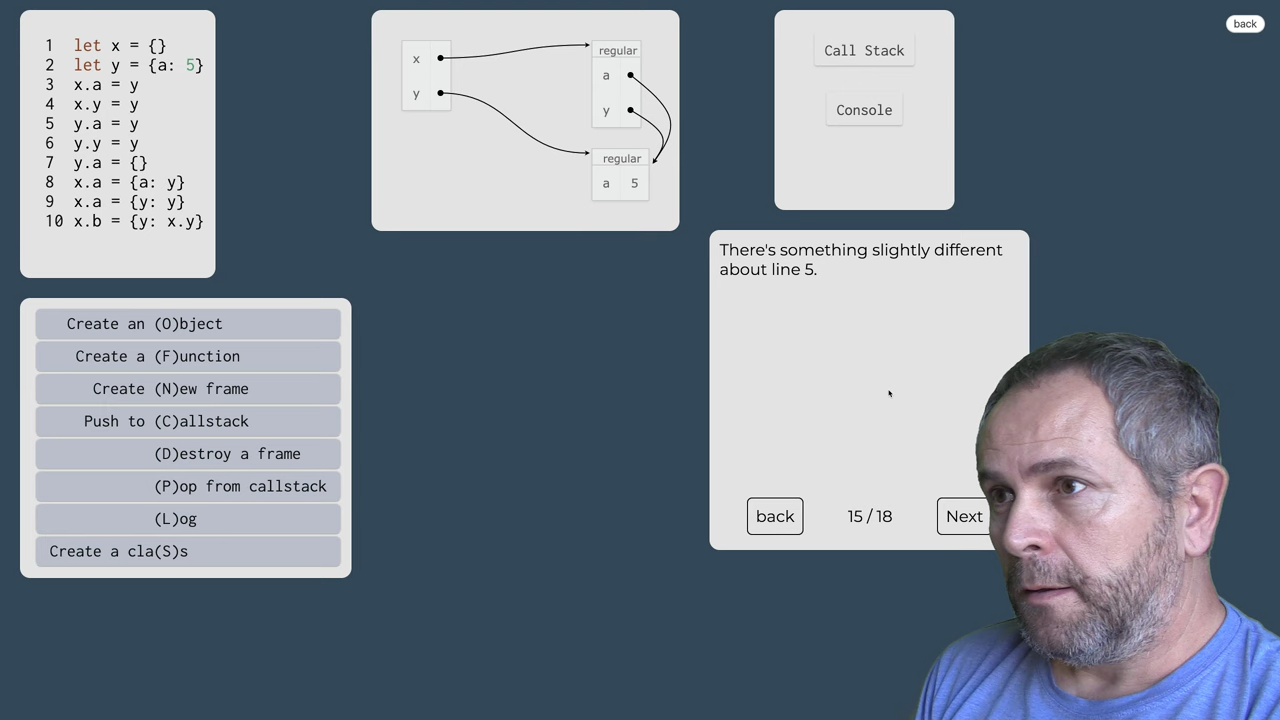 back
1 let x = {}
2 let y = {a: 5}
3 x.a = y
4 x.y = y
5 y.a = y
6 y.y = y
7 y.a = {}
8 x.a = {a: y}
9 x.a = {y: y}
10 x.b = {y: x.y}
x
y
regular
a
y
regular
a 5
Call Stack
Console
There's something slightly different
about line 5.
back 15 / 18 Next
Create an (O)bject
Create a (F)unction
Create (N)ew frame
Push to (C)allstack
(D)estroy a frame
(P)op from callstack
(L)og
Create a cla(S)s